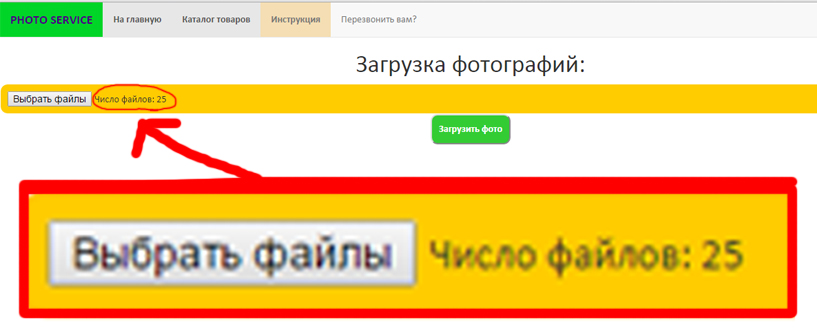 PHOTO SERVICE На главную Каталог товаров Инструкция Перезвонить вам?
Загрузка фотографий:
Выбрать файлы Число файлов: 25
Загрузить фото
Выбрать файлы Число файлов: 25